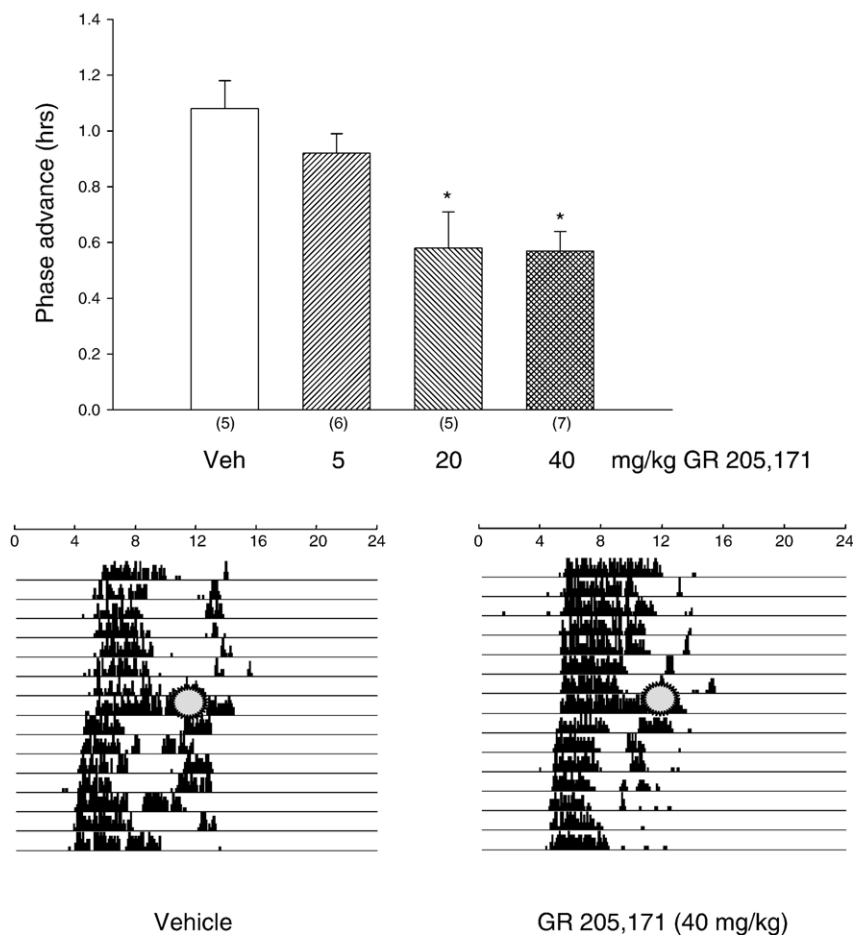 1.4
1.2
1.0
0.8
0.6
0.4
0.2
0.0
Phase advance (hrs)
*
*
(5) (6) (5) (7)
Veh 5 20 40 mg/kg GR 205,171
0 4 8 12 16 20 24
0 4 8 12 16 20 24
Vehicle
GR 205,171 (40 mg/kg)